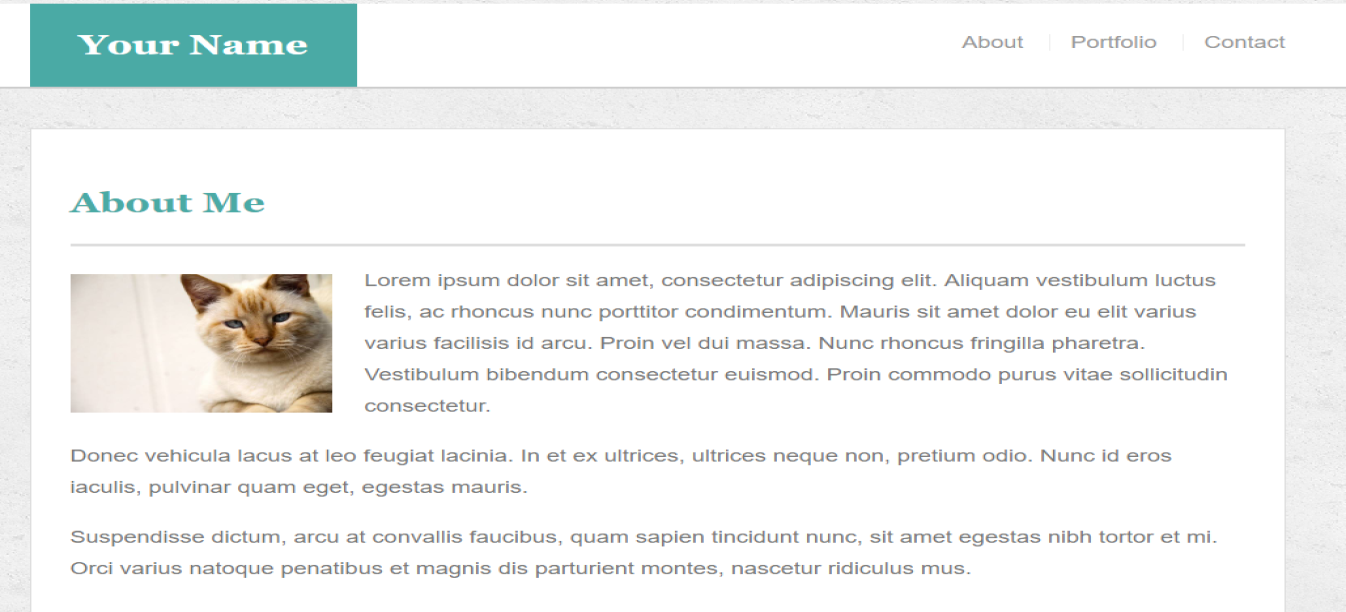 Your Name
About
Portfolio
Contact
About Me
Lorem ipsum dolor sit amet, consectetur adipiscing elit. Aliquam vestibulum luctus
felis, ac rhoncus nunc porttitor condimentum. Mauris sit amet dolor eu elit varius
varius facilisis id arcu. Proin vel dui massa. Nunc rhoncus fringilla pharetra.
Vestibulum bibendum consectetur euismod. Proin commodo purus vitae sollicitudin
consectetur.
Donec vehicula lacus at leo feugiat lacinia. In et ex ultrices, ultrices neque non, pretium odio. Nunc id eros
iaculis, pulvinar quam eget, egestas mauris.
Suspendisse dictum, arcu at convallis faucibus, quam sapien tincidunt nunc, sit amet egestas nibh tortor et mi.
Orci varius natoque penatibus et magnis dis parturient montes, nascetur ridiculus mus.